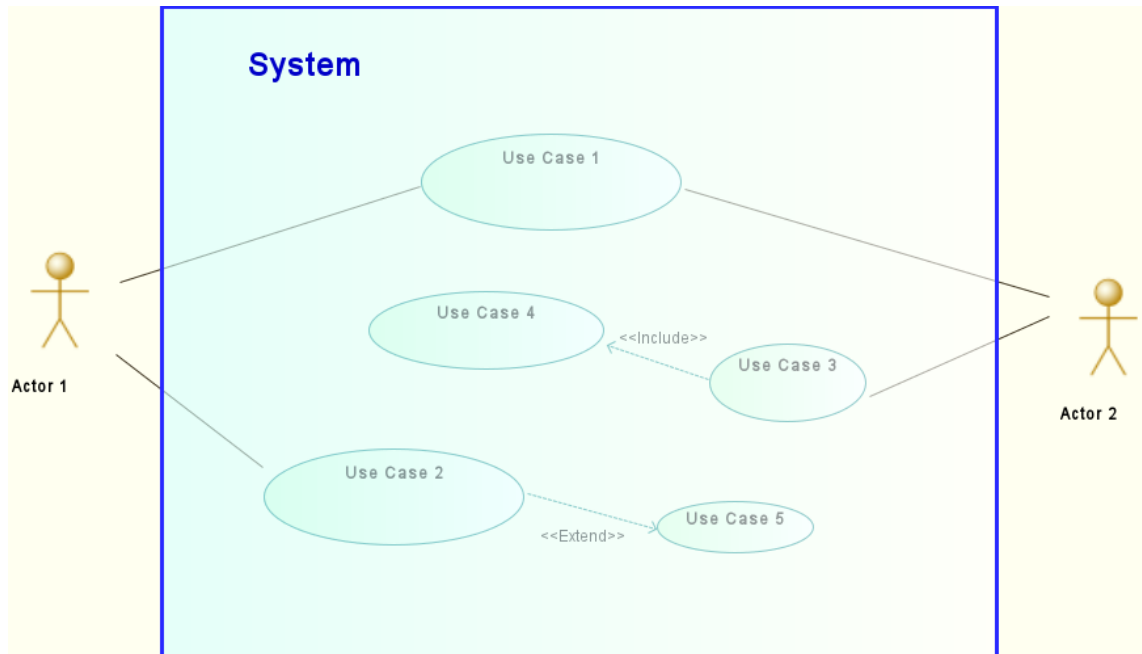 System
Use Case 1
Use Case 4
<<Include>>
Use Case 3
Actor 1
Actor 2
Use Case 2
Use Case 5
<<Extend>>